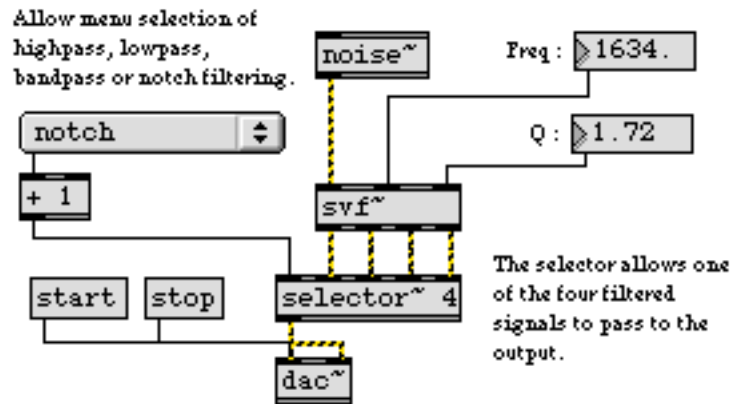 Allow menu selection of
highpass, lowpass,
bandpass or notch filtering.
noise~
Freq :
1634.
notch
Q :
1.72
+ 1
svf~
start
stop
selector~ 4
The selector allows one
of the four filtered
signals to pass to the
output.
dac~